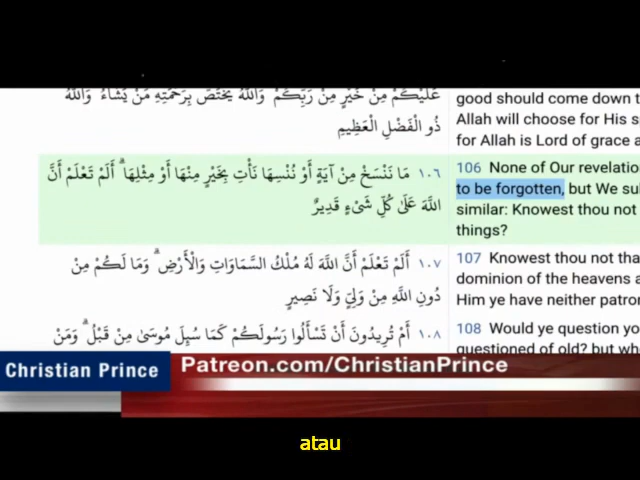 عَلَيْكُمْ مِنْ خَيْرٍ مِنْ رَبِّكُمْ ۗ وَاللَّهُ يَخْتَصُّ بِرَحْمَتِهِ مَنْ يَشَاءُ ۚ وَاللَّهُ
ذُو الْفَضْلِ الْعَظِيمِ
١٠٦ مَا نَنْسَخْ مِنْ آيَةٍ أَوْ نُنْسِهَا نَأْتِ بِخَيْرٍ مِنْهَا أَوْ مِثْلِهَا ۗ أَلَمْ تَعْلَمْ أَنَّ
اللَّهَ عَلَىٰ كُلِّ شَيْءٍ قَدِيرٌ
١٠٧ أَلَمْ تَعْلَمْ أَنَّ اللَّهَ لَهُ مُلْكُ السَّمَاوَاتِ وَالْأَرْضِ ۗ وَمَا لَكُمْ مِنْ
دُونِ اللَّهِ مِنْ وَلِيٍّ وَلَا نَصِيرٍ
١٠٨ أَمْ تُرِيدُونَ أَنْ تَسْأَلُوا رَسُولَكُمْ كَمَا سُئِلَ مُوسَىٰ مِنْ قَبْلُ ۗ وَمَنْ
good should come down t
Allah will choose for His s
for Allah is Lord of grace a
106 None of Our revelatio
to be forgotten, but We su
similar: Knowest thou not
things?
107 Knowest thou not tha
dominion of the heavens a
Him ye have neither patro
108 Would ye question yo
questioned of old? but wh
Christian Prince
Patreon.com/ChristianPrince
atau